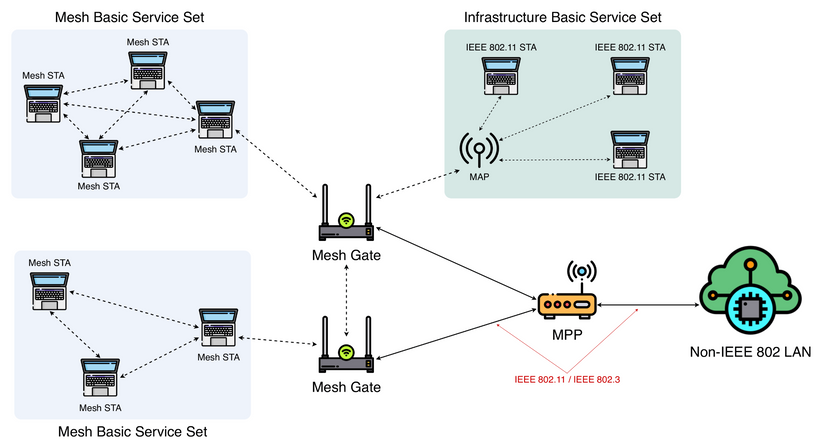 Mesh Basic Service Set
Infrastructure Basic Service Set
Mesh STA
Mesh STA
Mesh STA
Mesh STA
IEEE 802.11 STA
IEEE 802.11 STA
IEEE 802.11 STA
MAP
Mesh Gate
Mesh STA
Mesh STA
Mesh STA
Mesh Gate
MPP
Non-IEEE 802 LAN
IEEE 802.11 / IEEE 802.3
Mesh Basic Service Set